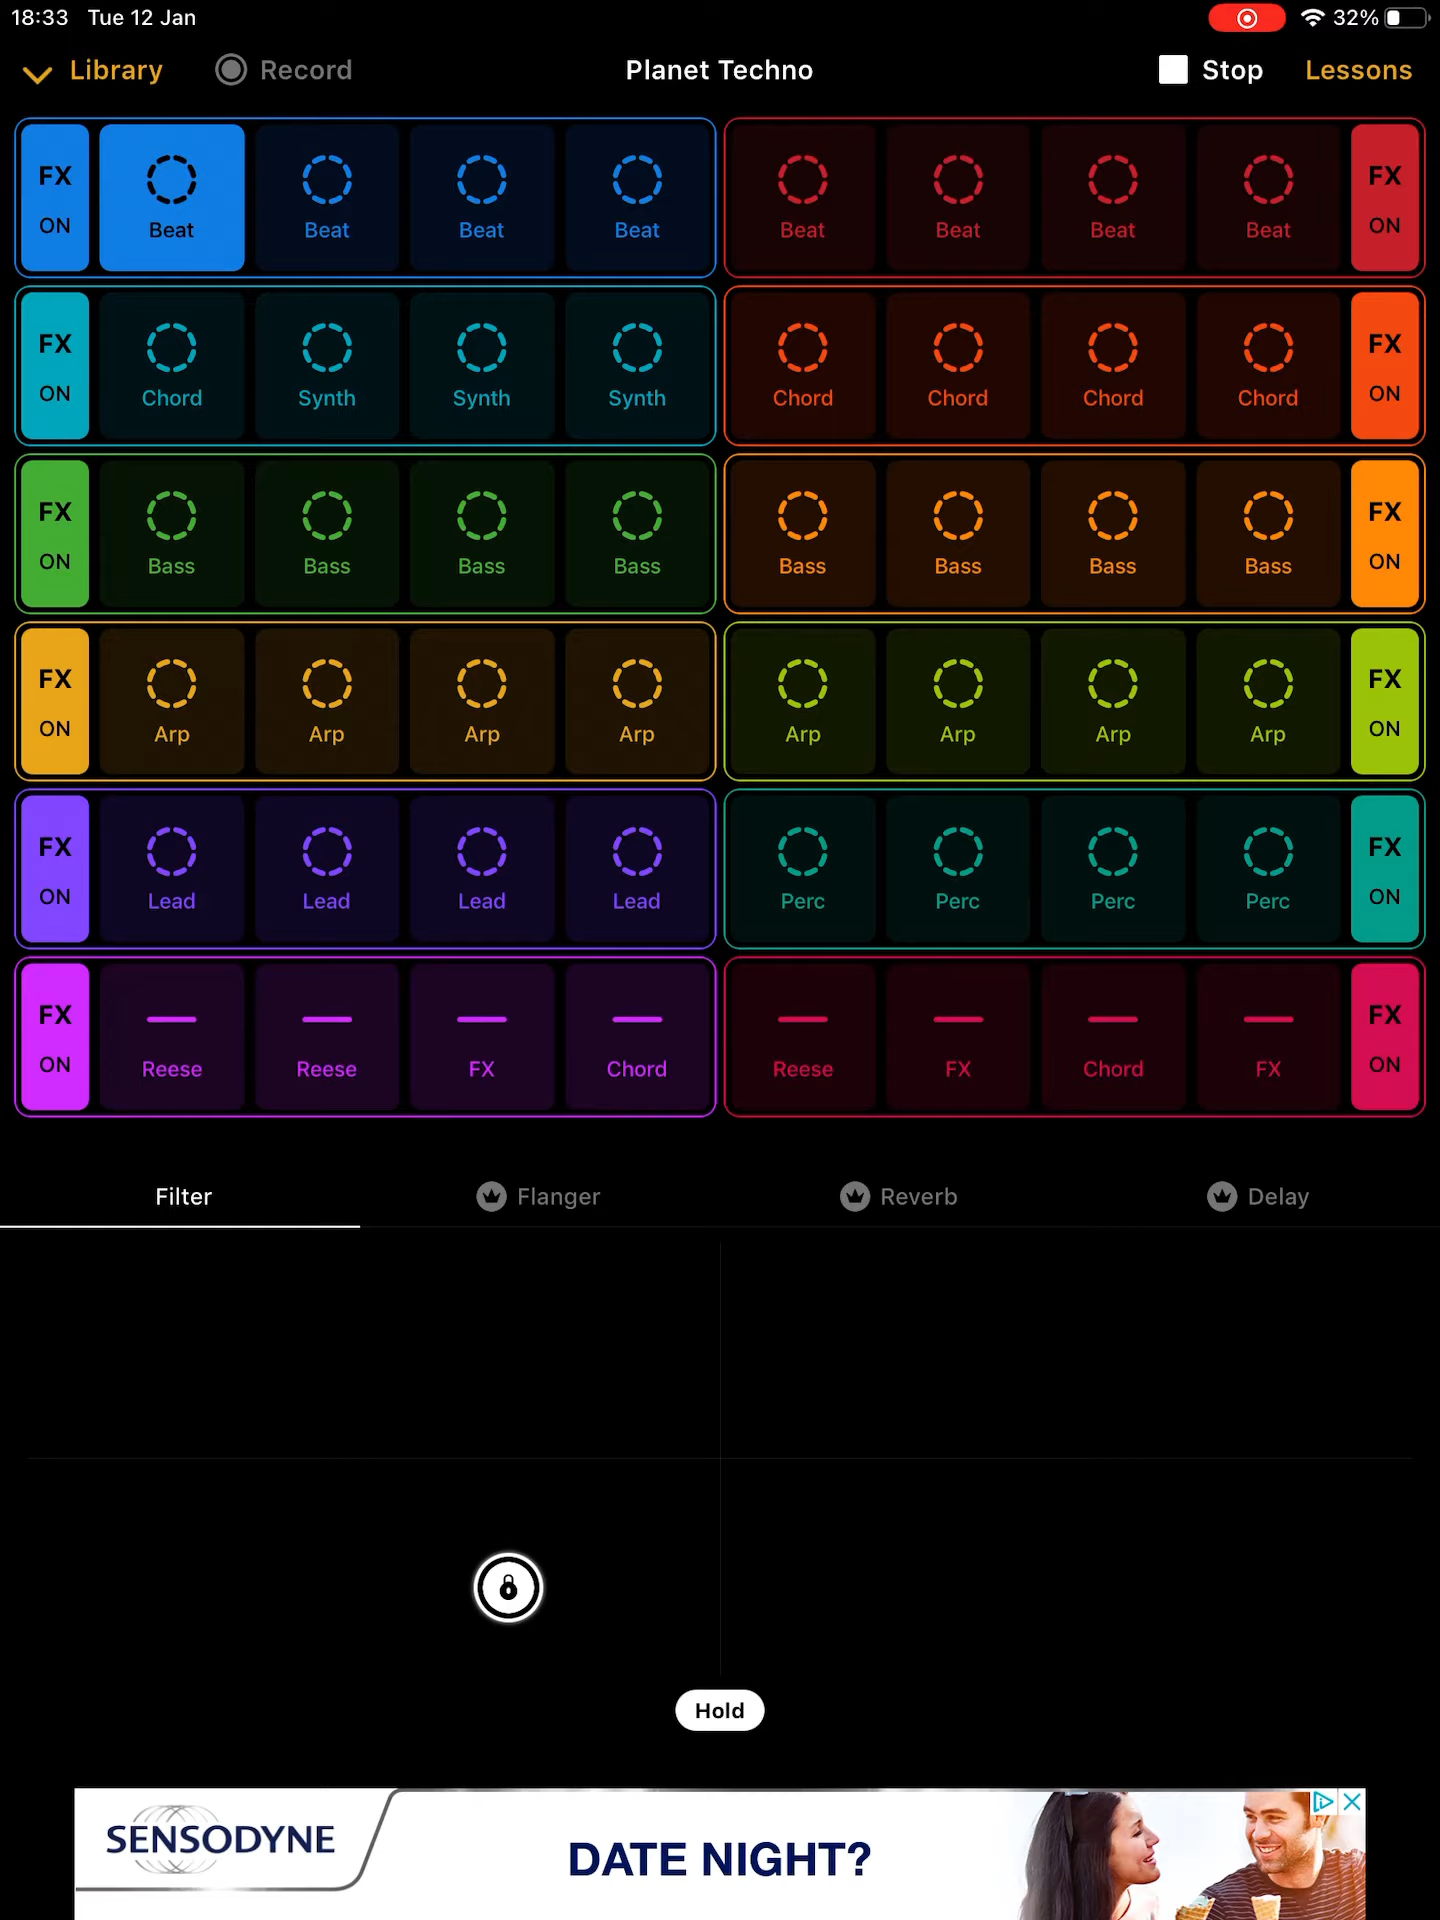 18:33 Tue 12 Jan 32%
Library Record Planet Techno Stop Lessons
FX ON Beat Beat Beat Beat Beat Beat Beat Beat FX ON
FX ON Chord Synth Synth Synth Chord Chord Chord Chord FX ON
FX ON Bass Bass Bass Bass Bass Bass Bass Bass FX ON
FX ON Arp Arp Arp Arp Arp Arp Arp Arp FX ON
FX ON Lead Lead Lead Lead Perc Perc Perc Perc FX ON
FX ON Reese Reese FX Chord Reese FX Chord FX FX ON
Filter Flanger Reverb Delay
Hold
SENSODYNE DATE NIGHT?